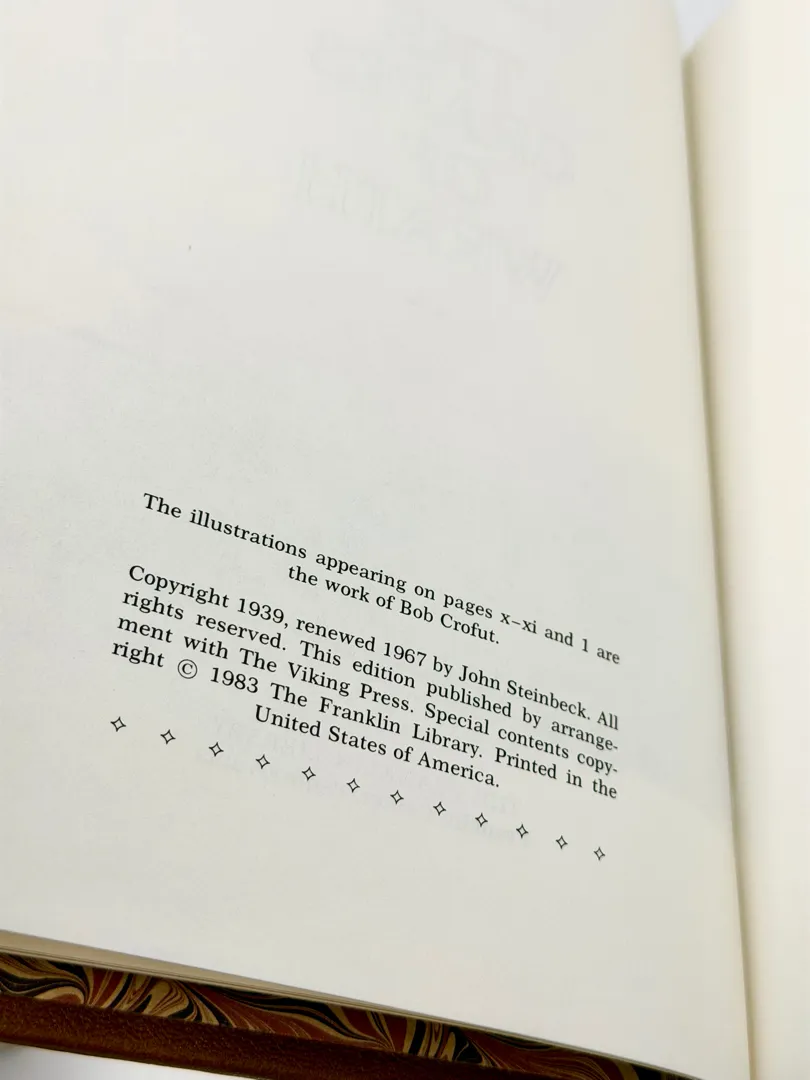 The illustrations appearing on pages x–xi and 1 are
the work of Bob Crofut.
Copyright 1939, renewed 1967 by John Steinbeck. All
rights reserved. This edition published by arrange-
ment with The Viking Press. Special contents copy-
right © 1983 The Franklin Library. Printed in the
United States of America.